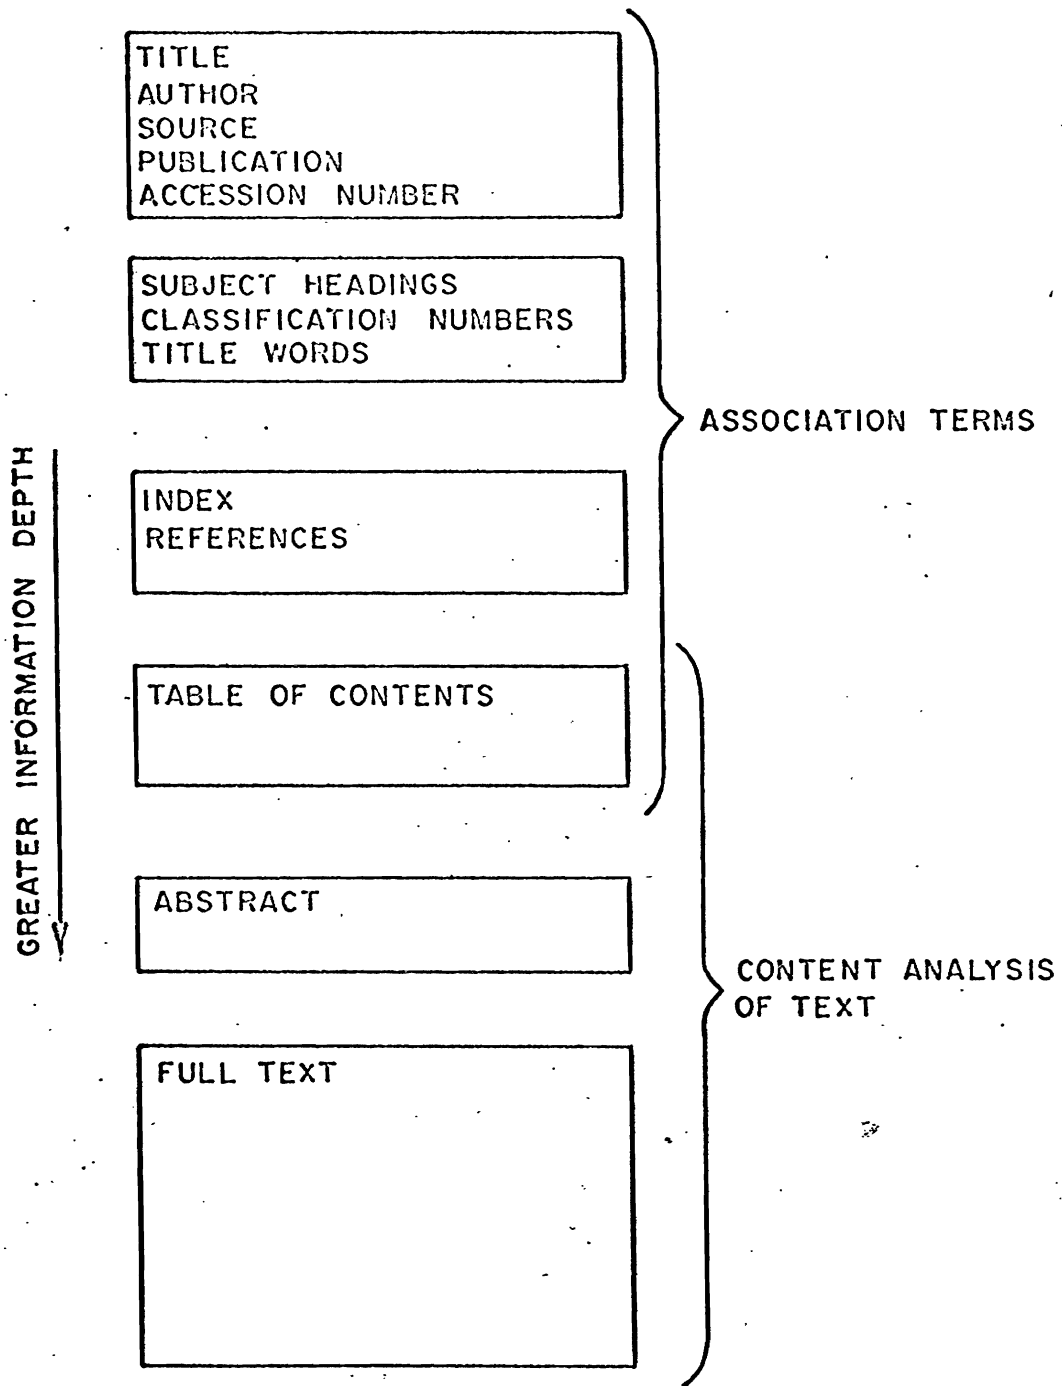 TITLE
AUTHOR
SOURCE
PUBLICATION
ACCESSION NUMBER
SUBJECT HEADINGS
CLASSIFICATION NUMBERS
TITLE WORDS
ASSOCIATION TERMS
GREATER INFORMATION DEPTH
INDEX
REFERENCES
TABLE OF CONTENTS
ABSTRACT
CONTENT ANALYSIS
OF TEXT
FULL TEXT